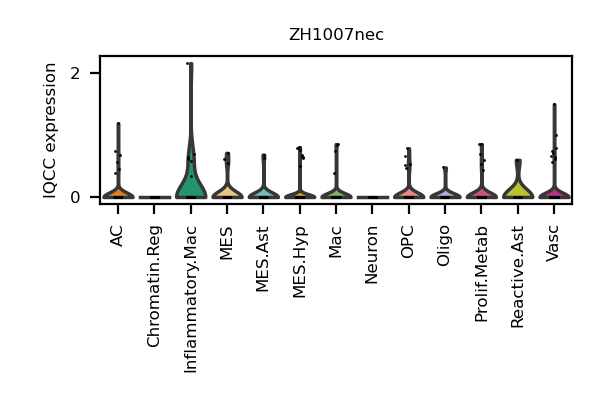 ZH1007nec
IQCC expression
2
0
AC
Chromatin.Reg
Inflammatory.Mac
MES
MES.Ast
MES.Hyp
Mac
Neuron
OPC
Oligo
Prolif.Metab
Reactive.Ast
Vasc